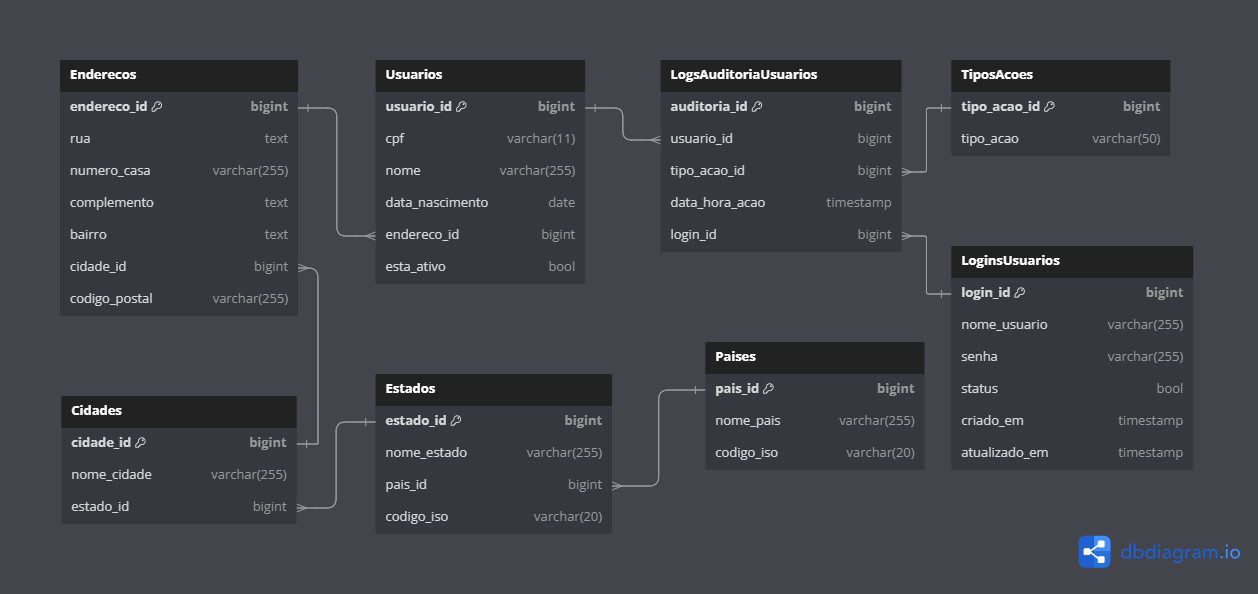 Enderecos
endereco_id bigint
rua text
numero_casa varchar(255)
complemento text
bairro text
cidade_id bigint
codigo_postal varchar(255)
Usuarios
usuario_id bigint
cpf varchar(11)
nome varchar(255)
data_nascimento date
endereco_id bigint
esta_ativo bool
LogsAuditoriaUsuarios
auditoria_id bigint
usuario_id bigint
tipo_acao_id bigint
data_hora_acao timestamp
login_id bigint
TiposAcoes
tipo_acao_id bigint
tipo_acao varchar(50)
LoginsUsuarios
login_id bigint
nome_usuario varchar(255)
senha varchar(255)
status bool
criado_em timestamp
atualizado_em timestamp
Cidades
cidade_id bigint
nome_cidade varchar(255)
estado_id bigint
Estados
estado_id bigint
nome_estado varchar(255)
pais_id bigint
codigo_iso varchar(20)
Paises
pais_id bigint
nome_pais varchar(255)
codigo_iso varchar(20)
dbdiagram.io